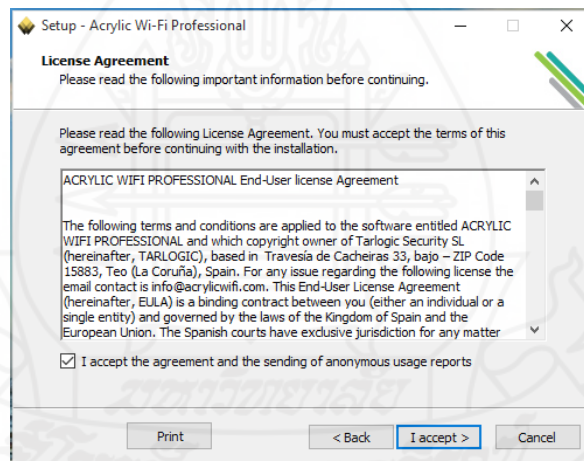 Setup - Acrylic Wi-Fi Professional
License Agreement
Please read the following important information before continuing.
Please read the following License Agreement. You must accept the terms of this
agreement before continuing with the installation.
ACRYLIC WIFI PROFESSIONAL End-User license Agreement
The following terms and conditions are applied to the software entitled ACRYLIC
WIFI PROFESSIONAL and which copyright owner of Tarlogic Security SL
(hereinafter, TARLOGIC), based in Travesía de Cacheiras 33, bajo – ZIP Code
15883, Teo (La Coruña), Spain. For any issue regarding the following license the
email contact is info@acrylicwifi.com. This End-User License Agreement
(hereinafter, EULA) is a binding contract between you (either an individual or a
single entity) and governed by the laws of the Kingdom of Spain and the
European Union. The Spanish courts have exclusive jurisdiction for any matter
I accept the agreement and the sending of anonymous usage reports
Print
< Back
I accept >
Cancel